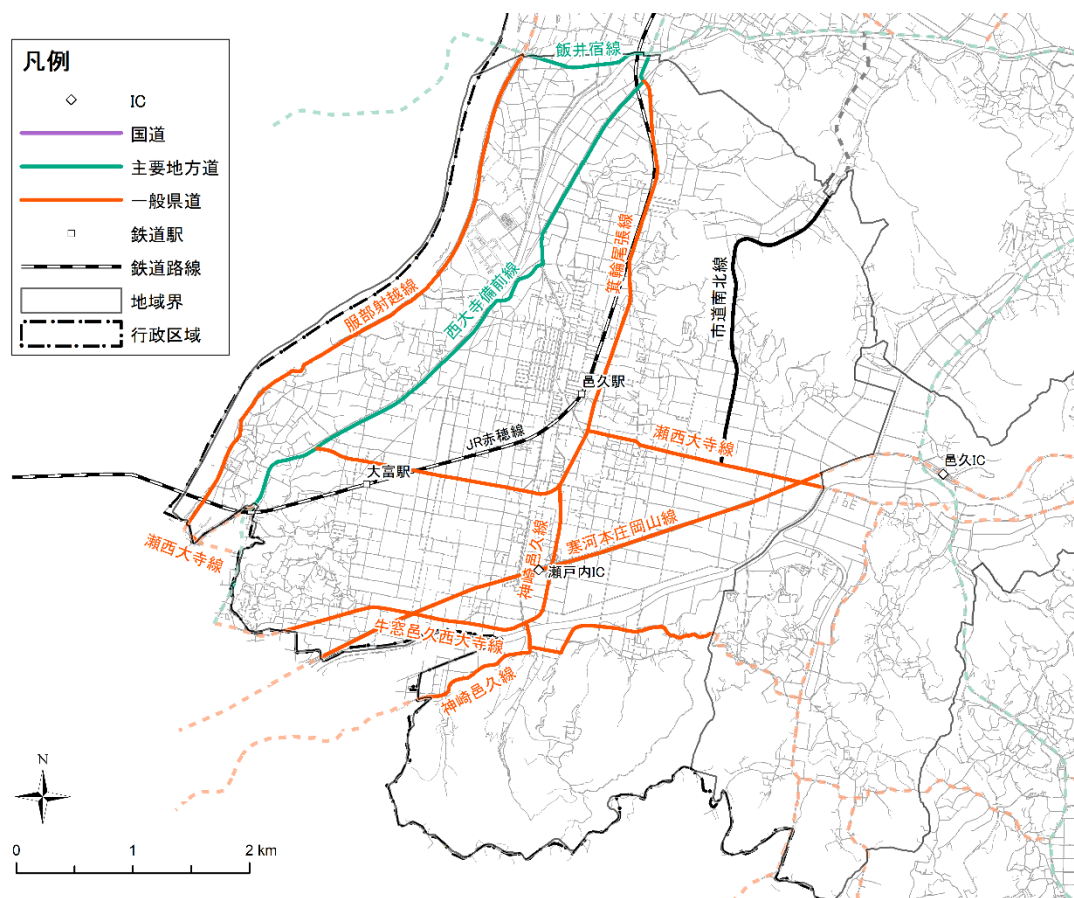 凡例
IC
国道
主要地方道
一般県道
鉄道駅
鉄道路線
地域界
行政区域
飯井宿線
箕輪尾張線
服部射越線
西大寺備前線
市道南北線
邑久駅
JR赤穂線
瀬西大寺線
大富駅
邑久IC
寒河本庄岡山線
神崎邑久線
瀬西大寺線
瀬戸内IC
牛窓邑久西大寺線
神崎邑久線
N
0 1 2 km